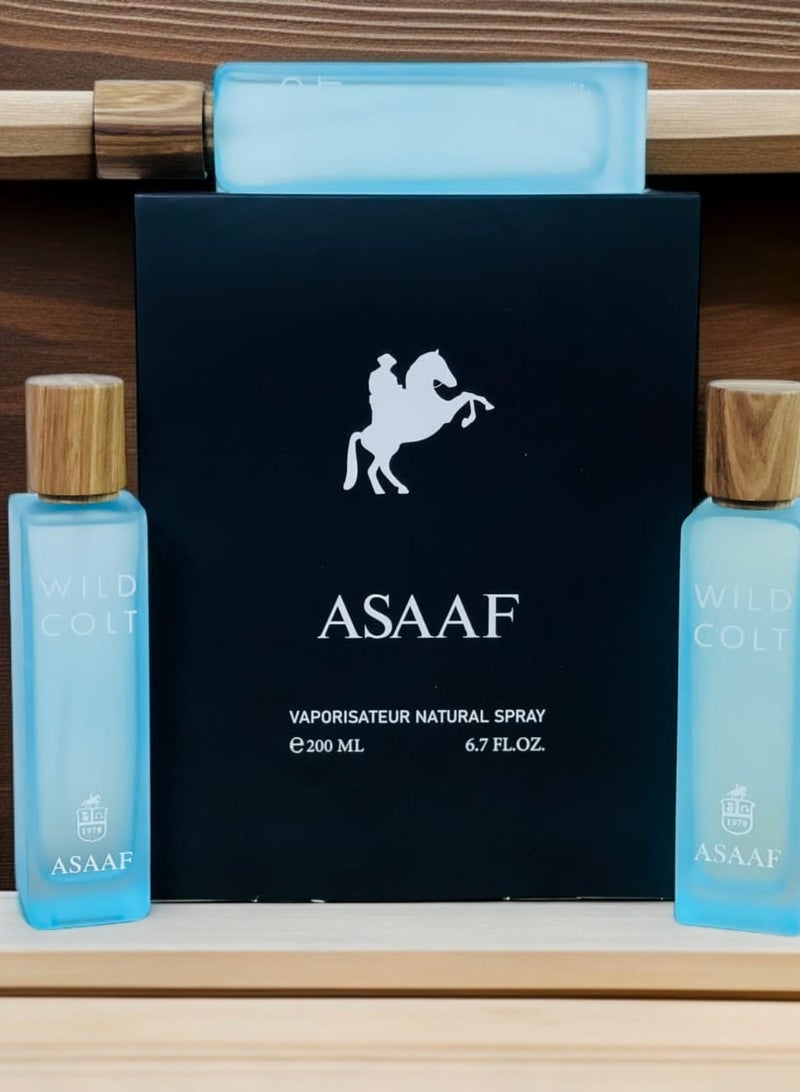 ASAAF
VAPORISATEUR NATURAL SPRAY
e 200 ML 6.7 FL.OZ.
WILD
COLT
1978
ASAAF
WILD
COLT
1978
ASAAF